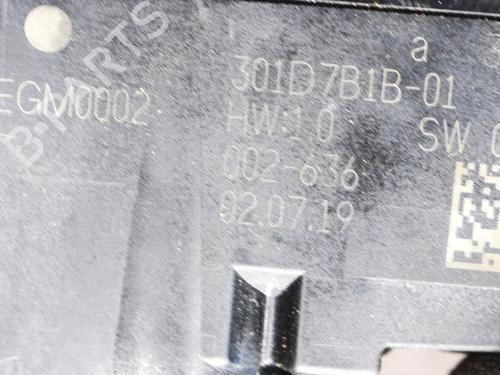 a
301D7B1B-01
EGM0002
HW:1.0 SW
002-636
02.07.19
B-PARTS